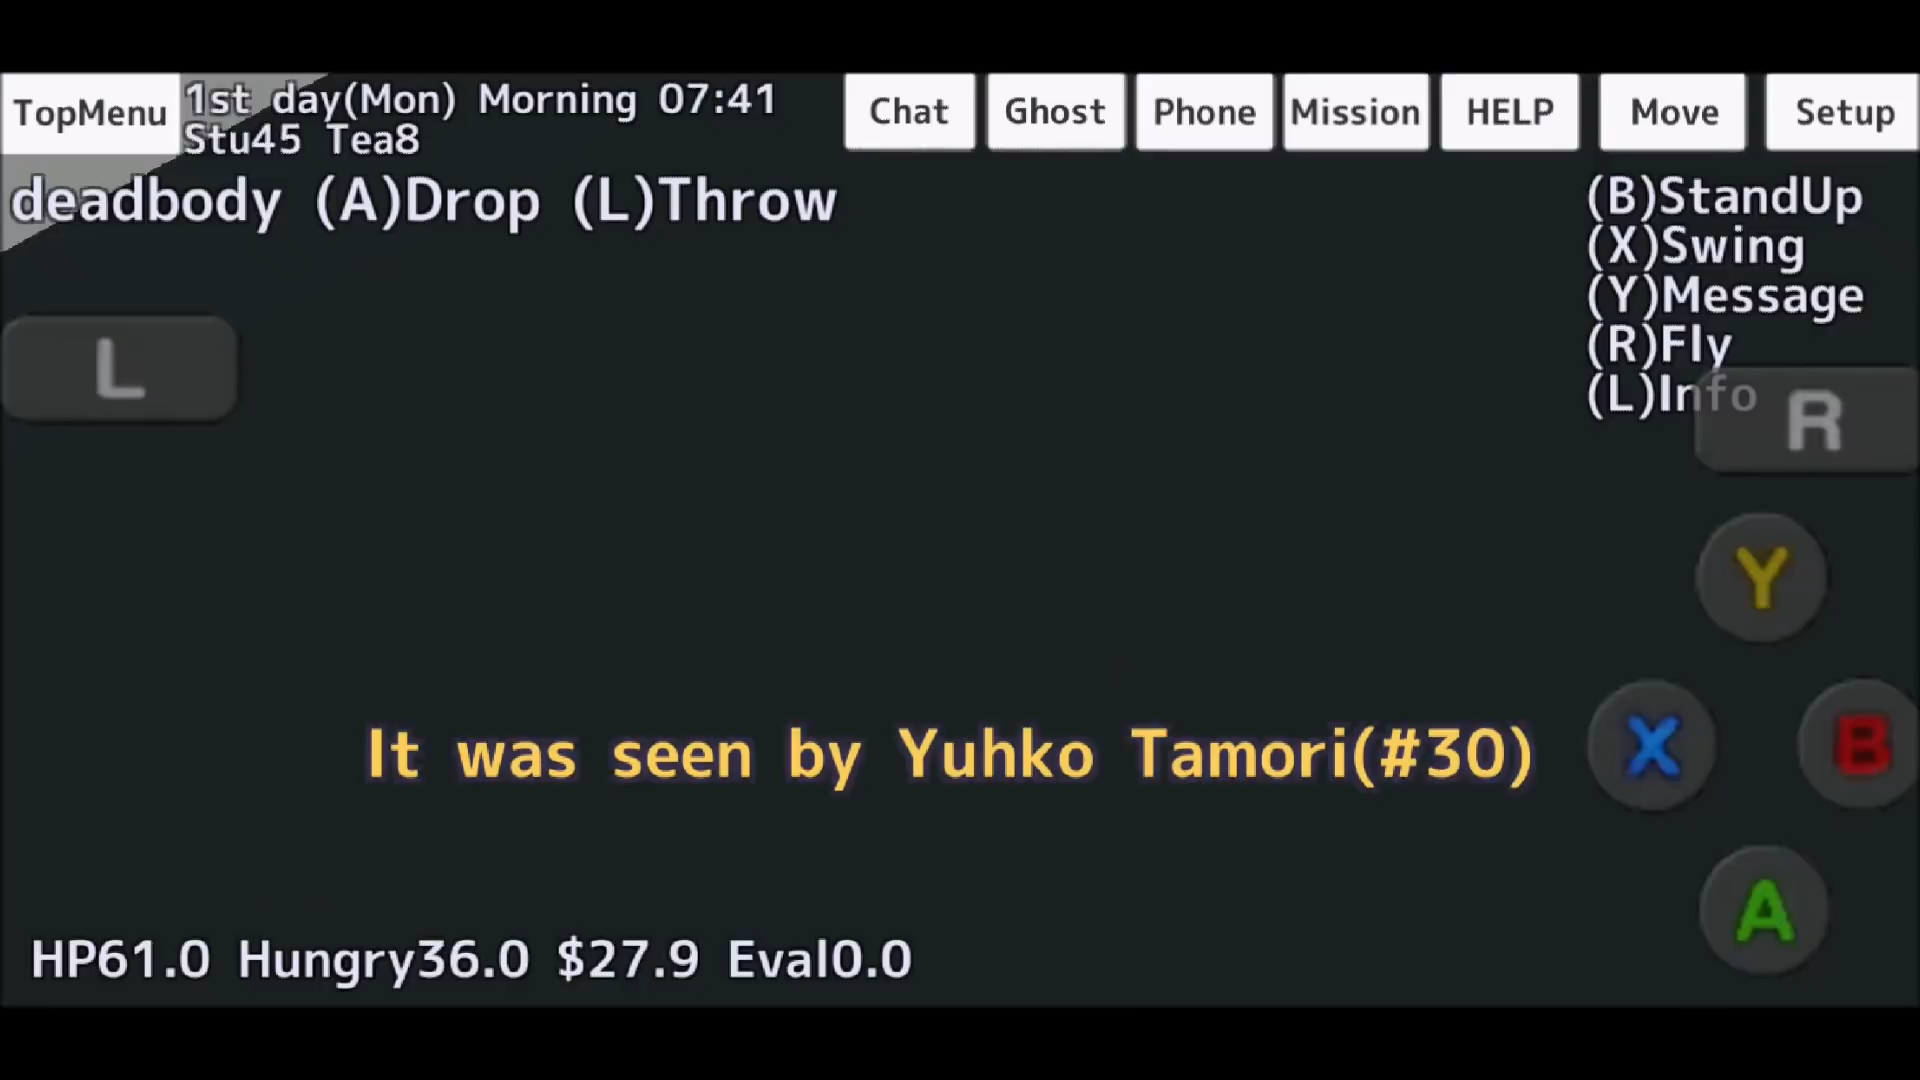 TopMenu
1st day(Mon) Morning 07:41
Stu45 Tea8
Chat
Ghost
Phone
Mission
HELP
Move
Setup
deadbody (A)Drop (L)Throw
(B)StandUp
(X)Swing
(Y)Message
(R)Fly
(L)Info
L
R
Y
X
B
A
It was seen by Yuhko Tamori(#30)
HP61.0 Hungry36.0 $27.9 Eval0.0